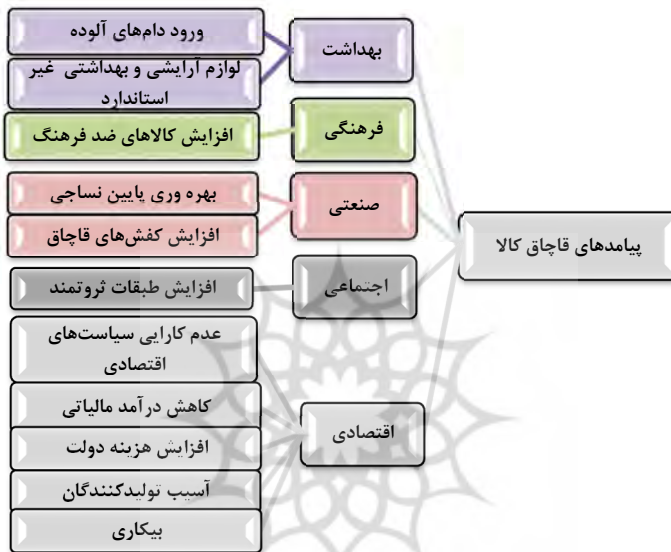 پیامدهای قاچاق کالا
بهداشت
ورود دام‌های آلوده
لوازم آرایشی و بهداشتی غیر
استاندارد
فرهنگی
افزایش کالاهای ضد فرهنگ
صنعتی
بهره وری پایین نساجی
افزایش کفش‌های قاچاق
اجتماعی
افزایش طبقات ثروتمند
اقتصادی
عدم کارایی سیاست‌های
اقتصادی
کاهش درآمد مالیاتی
افزایش هزینه دولت
آسیب تولیدکنندگان
بیکاری